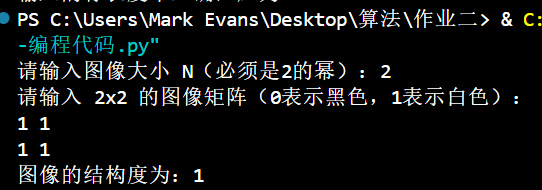 PS C:\Users\Mark Evans\Desktop\算法\作业二> & C:
-编程代码.py"
请输入图像大小 N（必须是2的幂）：2
请输入 2x2 的图像矩阵（0表示黑色，1表示白色）：
1 1
1 1
图像的结构度为：1